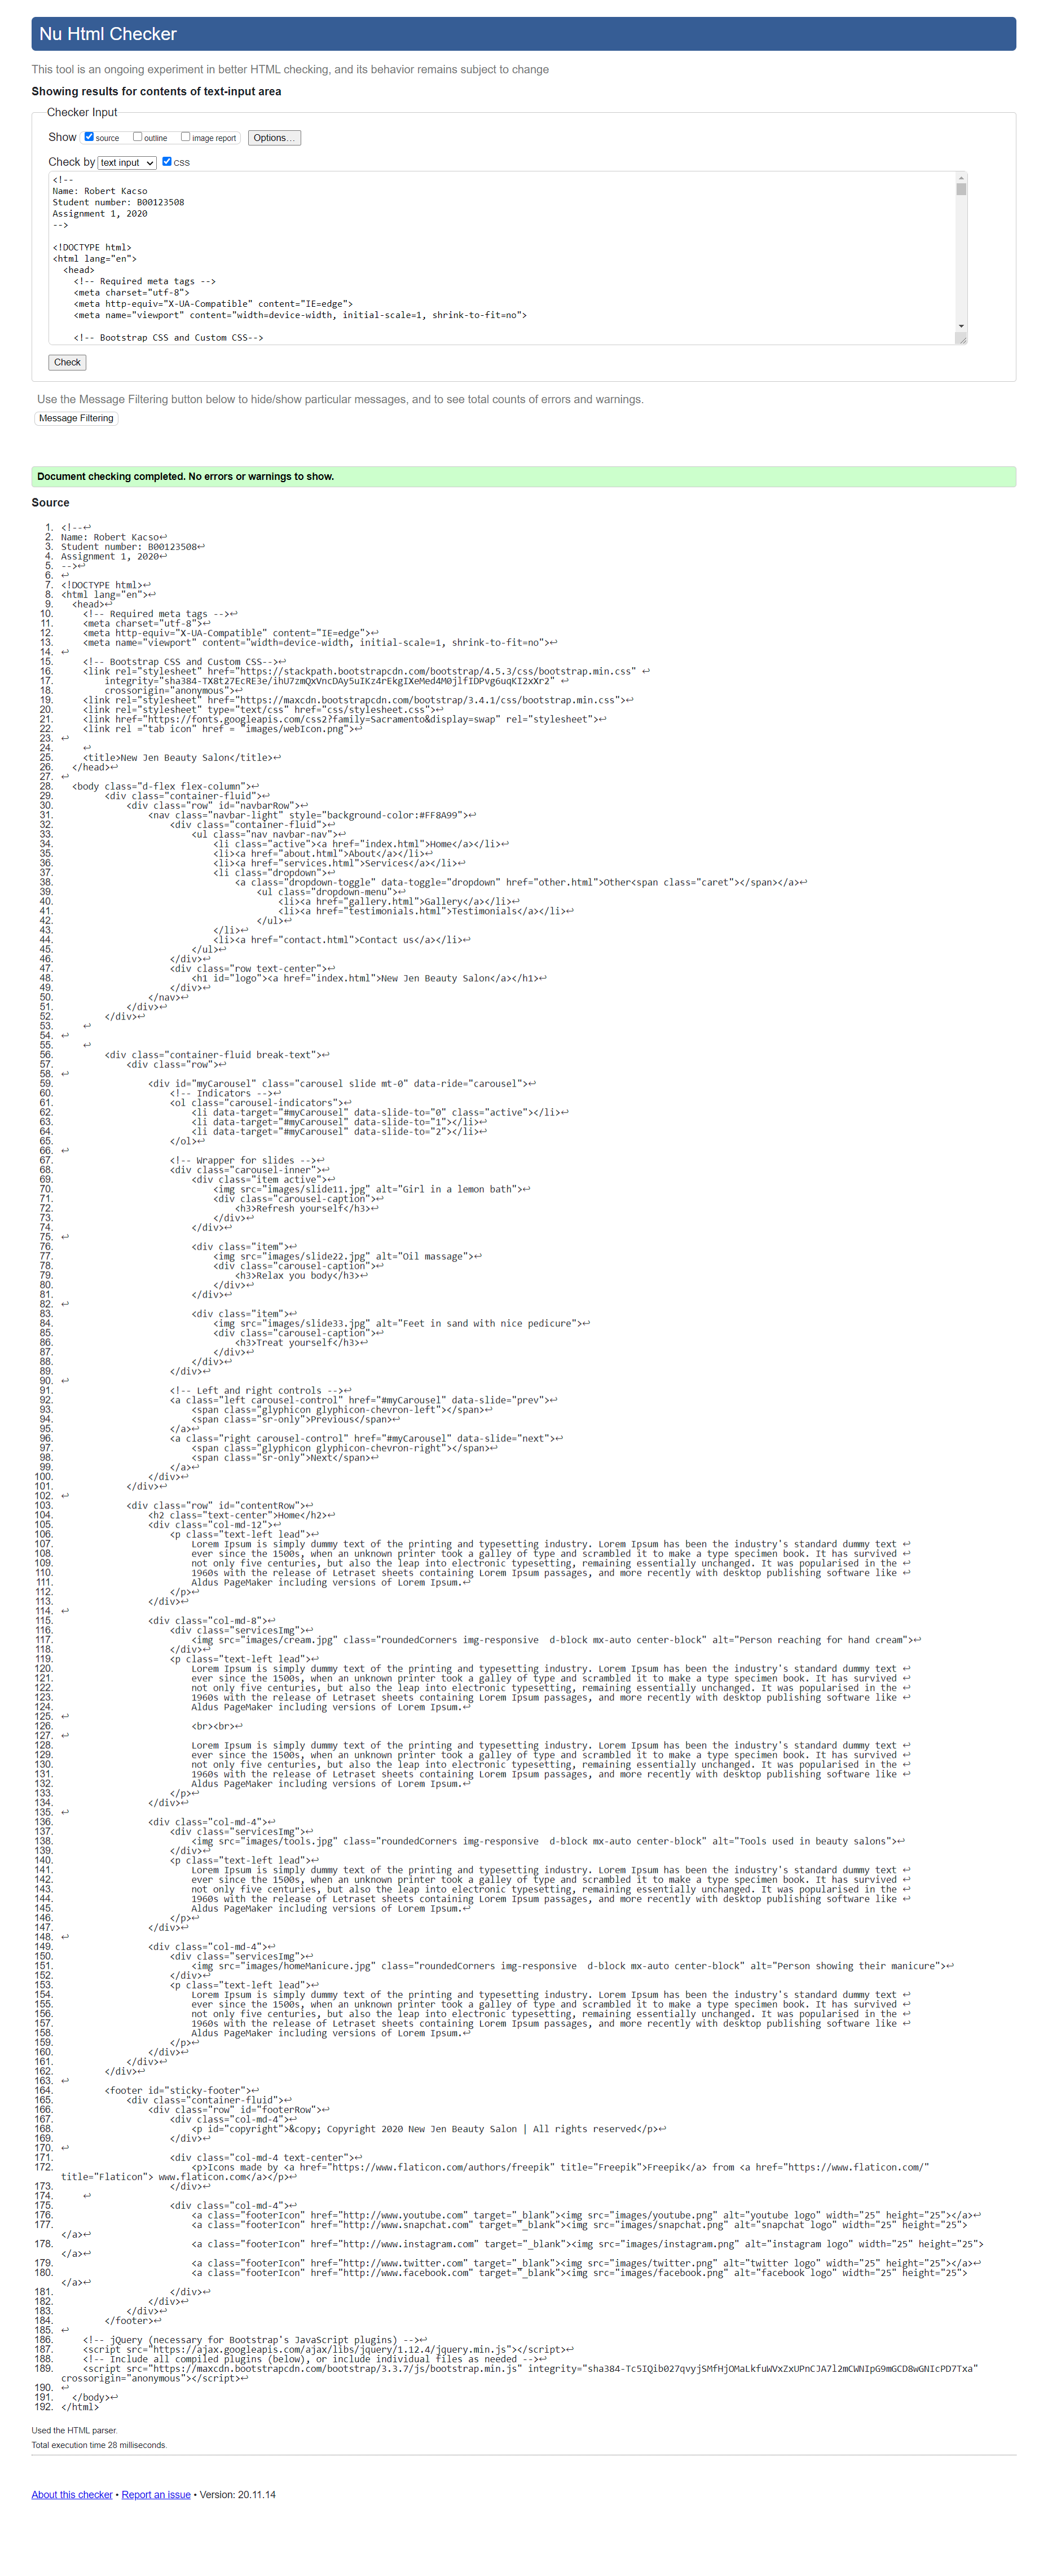 Nu Html Checker
This tool is an ongoing experiment in better HTML checking, and its behavior remains subject to change
Showing results for contents of text-input area
Checker Input
Show source outline image report Options...
Check by text input css
<!--
Name: Robert Kacso
Student number: B00123508
Assignment 1, 2020
-->
<!DOCTYPE html>
<html lang="en">
<head>
<!-- Required meta tags -->
<meta charset="utf-8">
<meta http-equiv="X-UA-Compatible" content="IE=edge">
<meta name="viewport" content="width=device-width, initial-scale=1, shrink-to-fit=no">
<!-- Bootstrap CSS and Custom CSS-->
Check
Use the Message Filtering button below to hide/show particular messages, and to see total counts of errors and warnings.
Message Filtering
Document checking completed. No errors or warnings to show.
Source
1. <!--↩
2. Name: Robert Kacso↩
3. Student number: B00123508↩
4. Assignment 1, 2020↩
5. -->↩
6. ↩
7. <!DOCTYPE html>↩
8. <html lang="en">↩
9. <head>↩
10. <!-- Required meta tags -->↩
11. <meta charset="utf-8">↩
12. <meta http-equiv="X-UA-Compatible" content="IE=edge">↩
13. <meta name="viewport" content="width=device-width, initial-scale=1, shrink-to-fit=no">↩
14. ↩
15. <!-- Bootstrap CSS and Custom CSS-->↩
16. <link rel="stylesheet" href="https://stackpath.bootstrapcdn.com/bootstrap/4.5.3/css/bootstrap.min.css" ↩
17. integrity="sha384-TX8t27EcRE3e/ihU7zmQxVncDAy5uIKz4rEkgIXeMed4M0jlfIDPvg6uqKI2xXr2" ↩
18. crossorigin="anonymous">↩
19. <link rel="stylesheet" href="https://maxcdn.bootstrapcdn.com/bootstrap/3.4.1/css/bootstrap.min.css">↩
20. <link rel="stylesheet" type="text/css" href="css/stylesheet.css">↩
21. <link href="https://fonts.googleapis.com/css2?family=Sacramento&display=swap" rel="stylesheet">↩
22. <link rel ="tab icon" href = "images/webIcon.png">↩
23. ↩
24. ↩
25. <title>New Jen Beauty Salon</title>↩
26. </head>↩
27. ↩
28. <body class="d-flex flex-column">↩
29. <div class="container-fluid">↩
30. <div class="row" id="navbarRow">↩
31. <nav class="navbar-light" style="background-color:#FF8A99">↩
32. <div class="container-fluid">↩
33. <ul class="nav navbar-nav">↩
34. <li class="active"><a href="index.html">Home</a></li>↩
35. <li><a href="about.html">About</a></li>↩
36. <li><a href="services.html">Services</a></li>↩
37. <li class="dropdown">↩
38. <a class="dropdown-toggle" data-toggle="dropdown" href="other.html">Other<span class="caret"></span></a>↩
39. <ul class="dropdown-menu">↩
40. <li><a href="gallery.html">Gallery</a></li>↩
41. <li><a href="testimonials.html">Testimonials</a></li>↩
42. </ul>↩
43. </li>↩
44. <li><a href="contact.html">Contact us</a></li>↩
45. </ul>↩
46. </div>↩
47. <div class="row text-center">↩
48. <h1 id="logo"><a href="index.html">New Jen Beauty Salon</a></h1>↩
49. </div>↩
50. </nav>↩
51. </div>↩
52. </div>↩
53. ↩
54. ↩
55. ↩
56. <div class="container-fluid break-text">↩
57. <div class="row">↩
58. ↩
59. <div id="myCarousel" class="carousel slide mt-0" data-ride="carousel">↩
60. <!-- Indicators -->↩
61. <ol class="carousel-indicators">↩
62. <li data-target="#myCarousel" data-slide-to="0" class="active"></li>↩
63. <li data-target="#myCarousel" data-slide-to="1"></li>↩
64. <li data-target="#myCarousel" data-slide-to="2"></li>↩
65. </ol>↩
66. ↩
67. <!-- Wrapper for slides -->↩
68. <div class="carousel-inner">↩
69. <div class="item active">↩
70. <img src="images/slide11.jpg" alt="Girl in a lemon bath">↩
71. <div class="carousel-caption">↩
72. <h3>Refresh yourself</h3>↩
73. </div>↩
74. </div>↩
75. ↩
76. <div class="item">↩
77. <img src="images/slide22.jpg" alt="Oil massage">↩
78. <div class="carousel-caption">↩
79. <h3>Relax you body</h3>↩
80. </div>↩
81. </div>↩
82. ↩
83. <div class="item">↩
84. <img src="images/slide33.jpg" alt="Feet in sand with nice pedicure">↩
85. <div class="carousel-caption">↩
86. <h3>Treat yourself</h3>↩
87. </div>↩
88. </div>↩
89. </div>↩
90. ↩
91. <!-- Left and right controls -->↩
92. <a class="left carousel-control" href="#myCarousel" data-slide="prev">↩
93. <span class="glyphicon glyphicon-chevron-left"></span>↩
94. <span class="sr-only">Previous</span>↩
95. </a>↩
96. <a class="right carousel-control" href="#myCarousel" data-slide="next">↩
97. <span class="glyphicon glyphicon-chevron-right"></span>↩
98. <span class="sr-only">Next</span>↩
99. </a>↩
100. </div>↩
101. </div>↩
102. ↩
103. <div class="row" id="contentRow">↩
104. <h2 class="text-center">Home</h2>↩
105. <div class="col-md-12">↩
106. <p class="text-left lead">↩
107. Lorem Ipsum is simply dummy text of the printing and typesetting industry. Lorem Ipsum has been the industry's standard dummy text ↩
108. ever since the 1500s, when an unknown printer took a galley of type and scrambled it to make a type specimen book. It has survived ↩
109. not only five centuries, but also the leap into electronic typesetting, remaining essentially unchanged. It was popularised in the ↩
110. 1960s with the release of Letraset sheets containing Lorem Ipsum passages, and more recently with desktop publishing software like ↩
111. Aldus PageMaker including versions of Lorem Ipsum.↩
112. </p>↩
113. </div>↩
114. ↩
115. <div class="col-md-8">↩
116. <div class="servicesImg">↩
117. <img src="images/cream.jpg" class="roundedCorners img-responsive  d-block mx-auto center-block" alt="Person reaching for hand cream">↩
118. </div>↩
119. <p class="text-left lead">↩
120. Lorem Ipsum is simply dummy text of the printing and typesetting industry. Lorem Ipsum has been the industry's standard dummy text ↩
121. ever since the 1500s, when an unknown printer took a galley of type and scrambled it to make a type specimen book. It has survived ↩
122. not only five centuries, but also the leap into electronic typesetting, remaining essentially unchanged. It was popularised in the ↩
123. 1960s with the release of Letraset sheets containing Lorem Ipsum passages, and more recently with desktop publishing software like ↩
124. Aldus PageMaker including versions of Lorem Ipsum.↩
125. ↩
126. <br><br>↩
127. ↩
128. Lorem Ipsum is simply dummy text of the printing and typesetting industry. Lorem Ipsum has been the industry's standard dummy text ↩
129. ever since the 1500s, when an unknown printer took a galley of type and scrambled it to make a type specimen book. It has survived ↩
130. not only five centuries, but also the leap into electronic typesetting, remaining essentially unchanged. It was popularised in the ↩
131. 1960s with the release of Letraset sheets containing Lorem Ipsum passages, and more recently with desktop publishing software like ↩
132. Aldus PageMaker including versions of Lorem Ipsum.↩
133. </p>↩
134. </div>↩
135. ↩
136. <div class="col-md-4">↩
137. <div class="servicesImg">↩
138. <img src="images/tools.jpg" class="roundedCorners img-responsive  d-block mx-auto center-block" alt="Tools used in beauty salons">↩
139. </div>↩
140. <p class="text-left lead">↩
141. Lorem Ipsum is simply dummy text of the printing and typesetting industry. Lorem Ipsum has been the industry's standard dummy text ↩
142. ever since the 1500s, when an unknown printer took a galley of type and scrambled it to make a type specimen book. It has survived ↩
143. not only five centuries, but also the leap into electronic typesetting, remaining essentially unchanged. It was popularised in the ↩
144. 1960s with the release of Letraset sheets containing Lorem Ipsum passages, and more recently with desktop publishing software like ↩
145. Aldus PageMaker including versions of Lorem Ipsum.↩
146. </p>↩
147. </div>↩
148. ↩
149. <div class="col-md-4">↩
150. <div class="servicesImg">↩
151. <img src="images/homeManicure.jpg" class="roundedCorners img-responsive  d-block mx-auto center-block" alt="Person showing their manicure">↩
152. </div>↩
153. <p class="text-left lead">↩
154. Lorem Ipsum is simply dummy text of the printing and typesetting industry. Lorem Ipsum has been the industry's standard dummy text ↩
155. ever since the 1500s, when an unknown printer took a galley of type and scrambled it to make a type specimen book. It has survived ↩
156. not only five centuries, but also the leap into electronic typesetting, remaining essentially unchanged. It was popularised in the ↩
157. 1960s with the release of Letraset sheets containing Lorem Ipsum passages, and more recently with desktop publishing software like ↩
158. Aldus PageMaker including versions of Lorem Ipsum.↩
159. </p>↩
160. </div>↩
161. </div>↩
162. </div>↩
163. ↩
164. <footer id="sticky-footer">↩
165. <div class="container-fluid">↩
166. <div class="row" id="footerRow">↩
167. <div class="col-md-4">↩
168. <p id="copyright">&copy; Copyright 2020 New Jen Beauty Salon | All rights reserved</p>↩
169. </div>↩
170. ↩
171. <div class="col-md-4 text-center">↩
172. <p>Icons made by <a href="https://www.flaticon.com/authors/freepik" title="Freepik">Freepik</a> from <a href="https://www.flaticon.com/"
title="Flaticon"> www.flaticon.com</a></p>↩
173. </div>↩
174. ↩
175. <div class="col-md-4">↩
176. <a class="footerIcon" href="http://www.youtube.com" target="_blank"><img src="images/youtube.png" alt="youtube logo" width="25" height="25"></a>↩
177. <a class="footerIcon" href="http://www.snapchat.com" target="_blank"><img src="images/snapchat.png" alt="snapchat logo" width="25" height="25">
</a>↩
178. <a class="footerIcon" href="http://www.instagram.com" target="_blank"><img src="images/instagram.png" alt="instagram logo" width="25" height="25">
</a>↩
179. <a class="footerIcon" href="http://www.twitter.com" target="_blank"><img src="images/twitter.png" alt="twitter logo" width="25" height="25"></a>↩
180. <a class="footerIcon" href="http://www.facebook.com" target="_blank"><img src="images/facebook.png" alt="facebook logo" width="25" height="25">
</a>↩
181. </div>↩
182. </div>↩
183. </div>↩
184. </footer>↩
185. ↩
186. <!-- jQuery (necessary for Bootstrap's JavaScript plugins) -->↩
187. <script src="https://ajax.googleapis.com/ajax/libs/jquery/1.12.4/jquery.min.js"></script>↩
188. <!-- Include all compiled plugins (below), or include individual files as needed -->↩
189. <script src="https://maxcdn.bootstrapcdn.com/bootstrap/3.3.7/js/bootstrap.min.js" integrity="sha384-Tc5IQib027qvyjSMfHjOMaLkfuWVxZxUPnCJA7l2mCWNIpG9mGCD8wGNIcPD7Txa"
crossorigin="anonymous"></script>↩
190. ↩
191. </body>↩
192. </html>
Used the HTML parser.
Total execution time 28 milliseconds.
About this checker • Report an issue • Version: 20.11.14